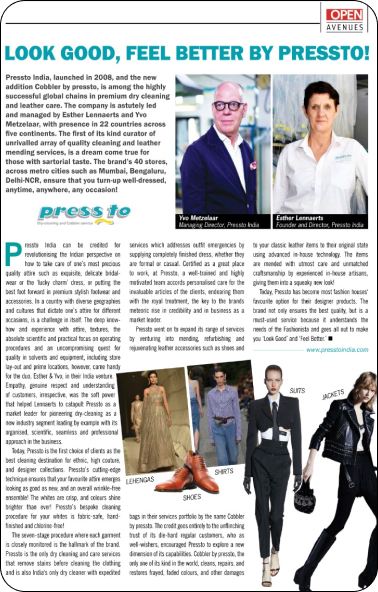 OPEN
AVENUES
LOOK GOOD, FEEL BETTER BY PRESSTO!
Pressto India, launched in 2008, and the new
addition Cobbler by pressto, is among the highly
successful global chains in premium dry cleaning
and leather care. The company is astutely led
and managed by Esther Lennaerts and Yvo
Metzelaar, with presence in 22 countries across
five continents. The first of its kind curator of
unrivalled array of quality cleaning and leather
mending services, is a dream come true for
those with sartorial taste. The brand's 40 stores,
across metro cities such as Mumbai, Bengaluru,
Delhi-NCR, ensure that you turn-up well-dressed,
anytime, anywhere, any occasion!
pressto
Dry-cleaning and Cobbler service
Yvo Metzelaar
Managing Director, Pressto India
Esther Lennaerts
Founder and Director, Pressto India
Pressto India can be credited for
revolutionising the Indian perspective on
how to take care of one's most precious
quality attire such as exquisite, delicate bridal-
wear or the 'lucky charm' dress, or putting the
best foot forward in premium stylish footwear and
accessories. In a country with diverse geographies
and cultures that dictate one's attire for different
occasions, is a challenge in itself. The deep know-
how and experience with attire, textures, the
absolute scientific and practical focus on operating
procedures and an uncompromising quest for
quality in solvents and equipment, including store
lay-out and prime locations, however, came handy
for the duo, Esther & Yvo, in their India venture.
Empathy, genuine respect and understanding
of customers, irrespective, was the soft power
that helped Lennaerts to catapult Pressto as a
market leader for pioneering dry-cleaning as a
new industry segment leading by example with its
organised, scientific, seamless and professional
approach in the business.
Today, Pressto is the first choice of clients as the
best cleaning destination for ethnic, high couture,
and designer collections. Pressto's cutting-edge
technique ensures that your favourite attire emerges
looking as good as new, and an overall wrinkle-free
ensemble! The whites are crisp, and colours shine
brighter than over! Pressto's bespoke cleaning
procedure for your whites is fabric-safe, hard-
finished and chlorine-free!
The seven-stage procedure where each garment
is closely monitored is the hallmark of the brand.
Pressto is the only dry cleaning and care services
that remove stains before cleaning the clothing
and is also India's only dry cleaner with expedited
services which addresses outfit emergencies by
supplying completely finished dress, whether they
are formal or casual. Certified as a great place
to work, at Pressto, a well-trained and highly
motivated team accords personalised care for the
invaluable articles of the clients, endearing them
with the royal treatment, the key to the brand's
meteoric rise in credibility and in business as a
market leader.
Pressto went on to expand its range of services
by venturing into mending, refurbishing and
rejuvenating leather accessories such as shoes and
bags in their services portfolio by the name Cobbler
by pressto. The credit goes entirely to the unflinching
trust of its die-hard regular customers, who as
well-wishers, encouraged Pressto to explore a new
dimension of its capabilities. Cobbler by pressto, the
only one of its kind in the world, cleans, repairs, and
restores frayed, faded colours, and other damages
to your classic leather items to their original state
using advanced in-house technology. The items
are mended with utmost care and unmatched
craftsmanship by experienced in-house artisans,
giving them into a squeaky new look!
Today, Pressto has become most fashion houses'
favourite option for their designer products. The
brand not only ensures the best quality, but is a
must-used service because it understands the
needs of the Fashionista and goes all out to make
you 'Look Good' and 'Feel Better.' ■
www.presstoindia.com
LEHENGAS
SHOES
SHIRTS
SUITS
JACKETS